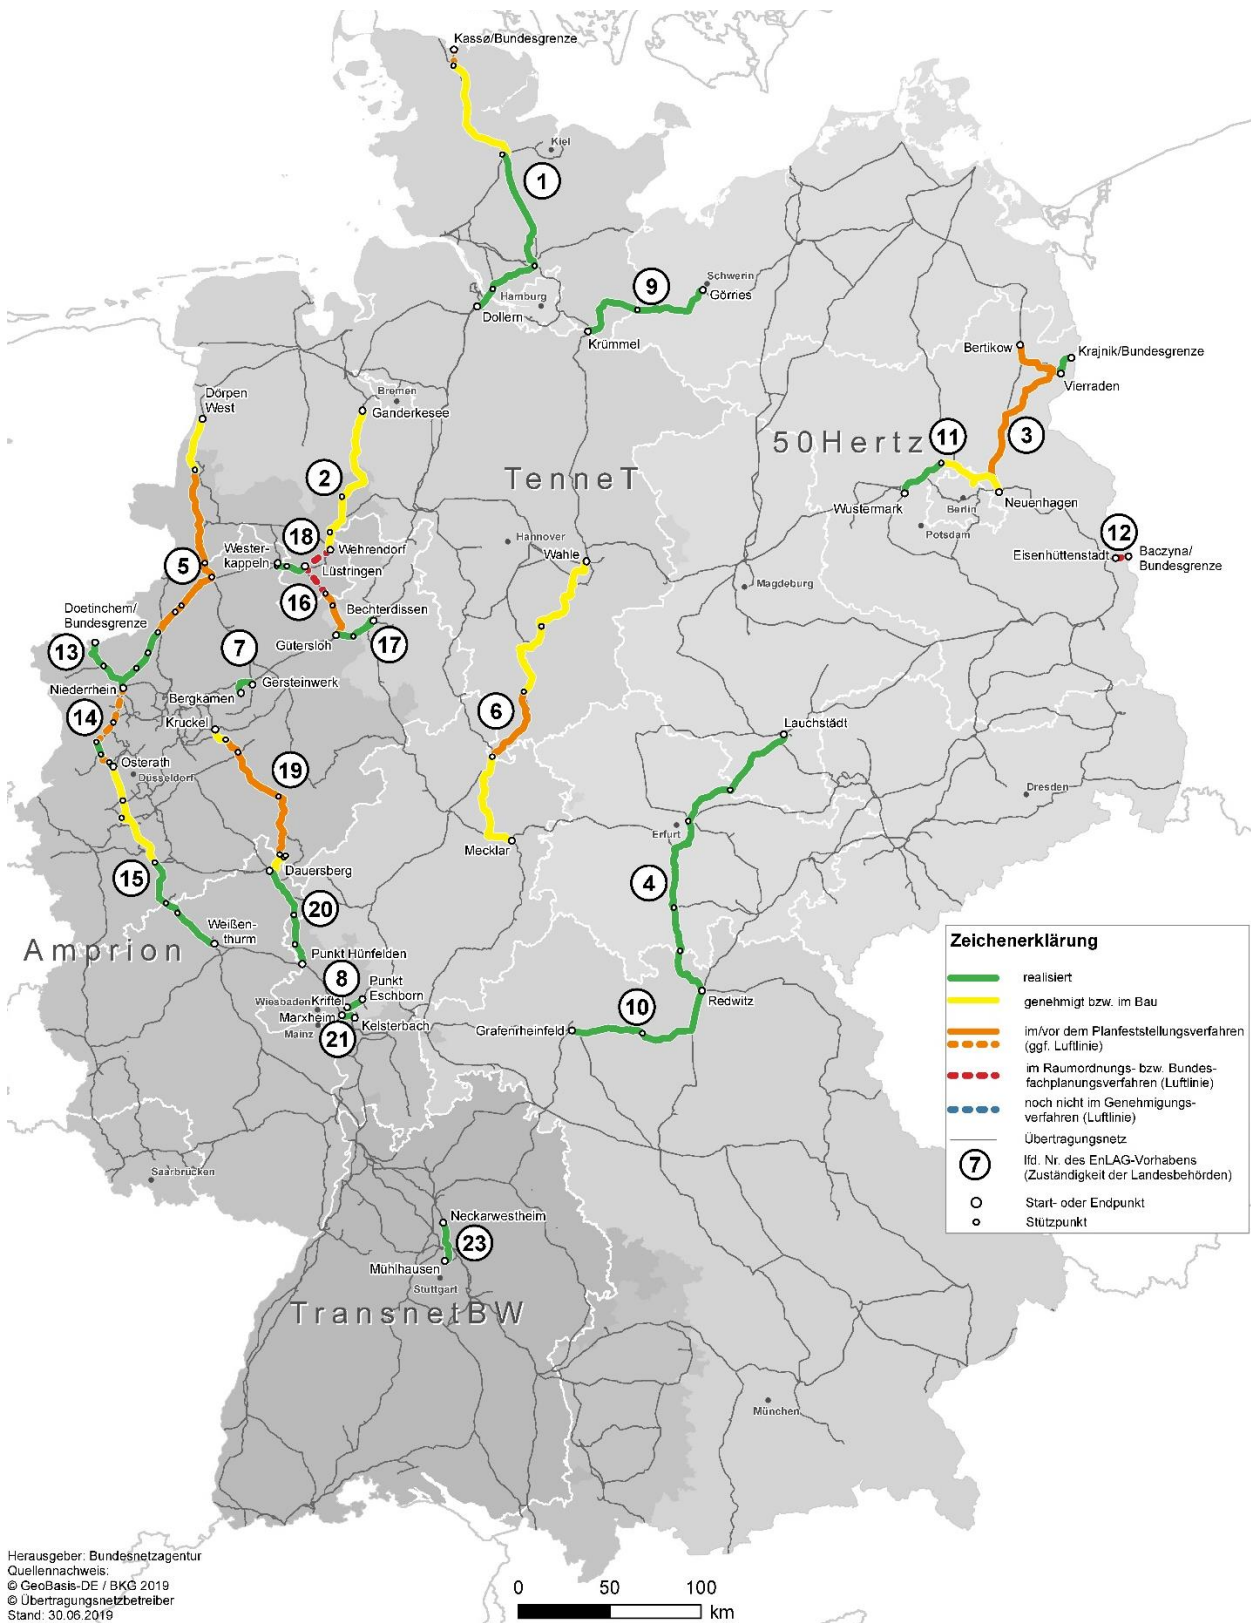 Kassø/Bundesgrenze
Kiel
1
Schwerin
9
Görries
Hamburg
Dollern
Krümmel
Bertikow
Krajnik/Bundesgrenze
Vierraden
Dörpen
West
Bremen
Ganderkesee
3
11
50Hertz
TenneT
2
Wustermark
Berlin
Neuenhagen
Potsdam
18
Hannover
Wehrendorf
Wester-
kappeln
Lüstringen
Wahle
12
Eisenhüttenstadt
Baczyna/
Bundesgrenze
5
Magdeburg
16
Doetinchem/
Bundesgrenze
Bechterdissen
Gütersloh
17
13
7
Niederrhein
Gersteinwerk
Bergkamen
14
Kruckel
6
Lauchstädt
Osterath
Düsseldorf
19
Dresden
Erfurt
Mecklar
15
Dauersberg
4
20
Weißen-
thurm
Amprion
Punkt Hünfelden
8
Punkt
Eschborn
Wiesbaden
Kriftel
Marxheim
Kelsterbach
Mainz
21
Redwitz
10
Grafenrheinfeld
Zeichenerklärung
realisiert
genehmigt bzw. im Bau
im/vor dem Planfeststellungsverfahren
(ggf. Luftlinie)
im Raumordnungs- bzw. Bundes-
fachplanungsverfahren (Luftlinie)
noch nicht im Genehmigungs-
verfahren (Luftlinie)
Übertragungsnetz
7
lfd. Nr. des EnLAG-Vorhabens
(Zuständigkeit der Landesbehörden)
Start- oder Endpunkt
Stützpunkt
Saarbrücken
Neckarwestheim
23
Mühlhausen
Stuttgart
TransnetBW
München
Herausgeber: Bundesnetzagentur
Quellennachweis:
© GeoBasis-DE / BKG 2019
© Übertragungsnetzbetreiber
Stand: 30.06.2019
0 50 100
km